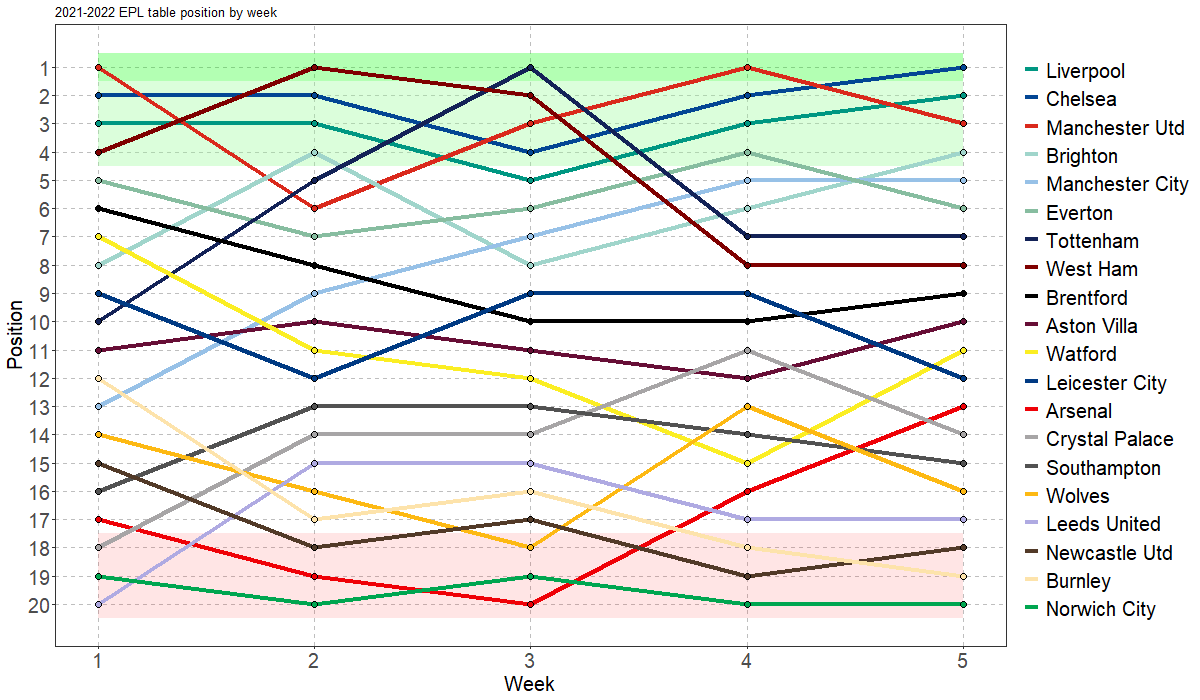 2021-2022 EPL table position by week
Position
1
2
3
4
5
6
7
8
9
10
11
12
13
14
15
16
17
18
19
20
1 2 3 4 5
Week
Liverpool
Chelsea
Manchester Utd
Brighton
Manchester City
Everton
Tottenham
West Ham
Brentford
Aston Villa
Watford
Leicester City
Arsenal
Crystal Palace
Southampton
Wolves
Leeds United
Newcastle Utd
Burnley
Norwich City